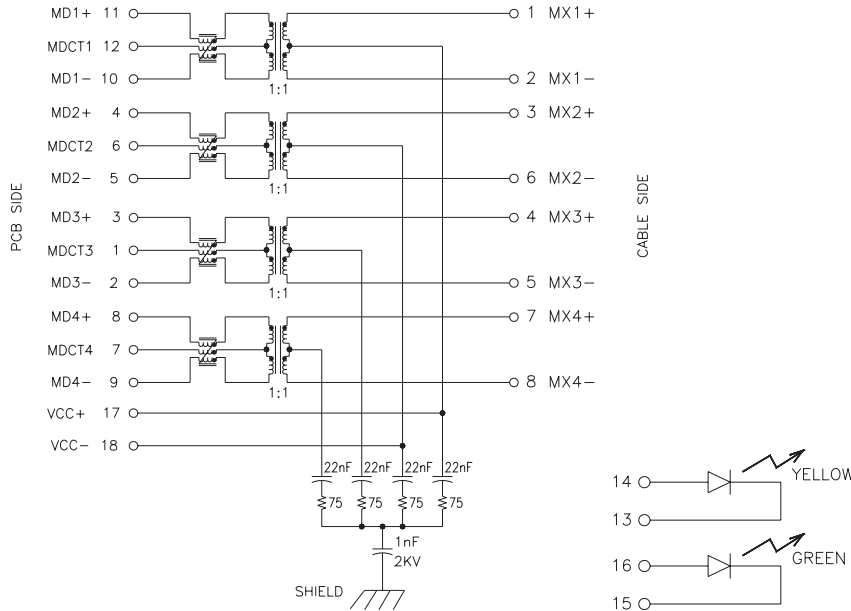 MD1+ 11 1 MX1+
MDCT1 12
MD1- 10 2 MX1-
1:1
MD2+ 4 3 MX2+
MDCT2 6
MD2- 5 6 MX2-
1:1
PCB SIDE
CABLE SIDE
MD3+ 3 4 MX3+
MDCT3 1
MD3- 2 5 MX3-
1:1
MD4+ 8 7 MX4+
MDCT4 7
MD4- 9 8 MX4-
1:1
VCC+ 17
VCC- 18
22nF 22nF 22nF 22nF
75 75 75 75
1nF
2KV
SHIELD
14 YELLOW
13
16 GREEN
15